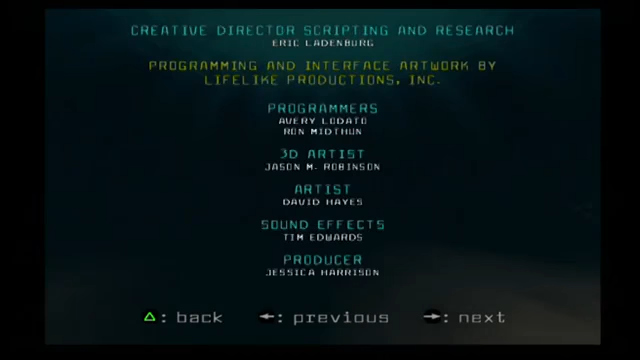 CREATIVE DIRECTOR SCRIPTING AND RESEARCH
ERIC LADENBURG
PROGRAMMING AND INTERFACE ARTWORK BY
LIFELIKE PRODUCTIONS, INC.
PROGRAMMERS
AVERY LODATO
RON MIDTHUN
3D ARTIST
JASON M. ROBINSON
ARTIST
DAVID HAYES
SOUND EFFECTS
TIM EDWARDS
PRODUCER
JESSICA HARRISON
△: back ←: previous →: next